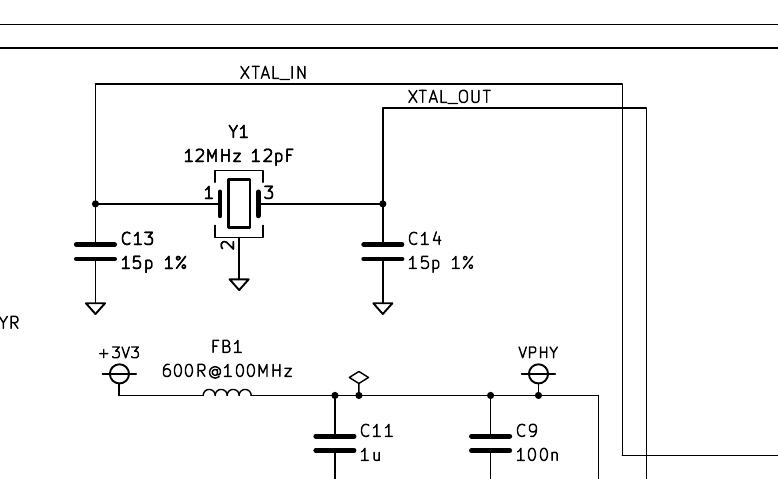 XTAL_IN
XTAL_OUT
Y1
12MHz 12pF
1 3
2
C13
15p 1%
C14
15p 1%
YR
+3V3
FB1
600R@100MHz
VPHY
C11
1u
C9
100n